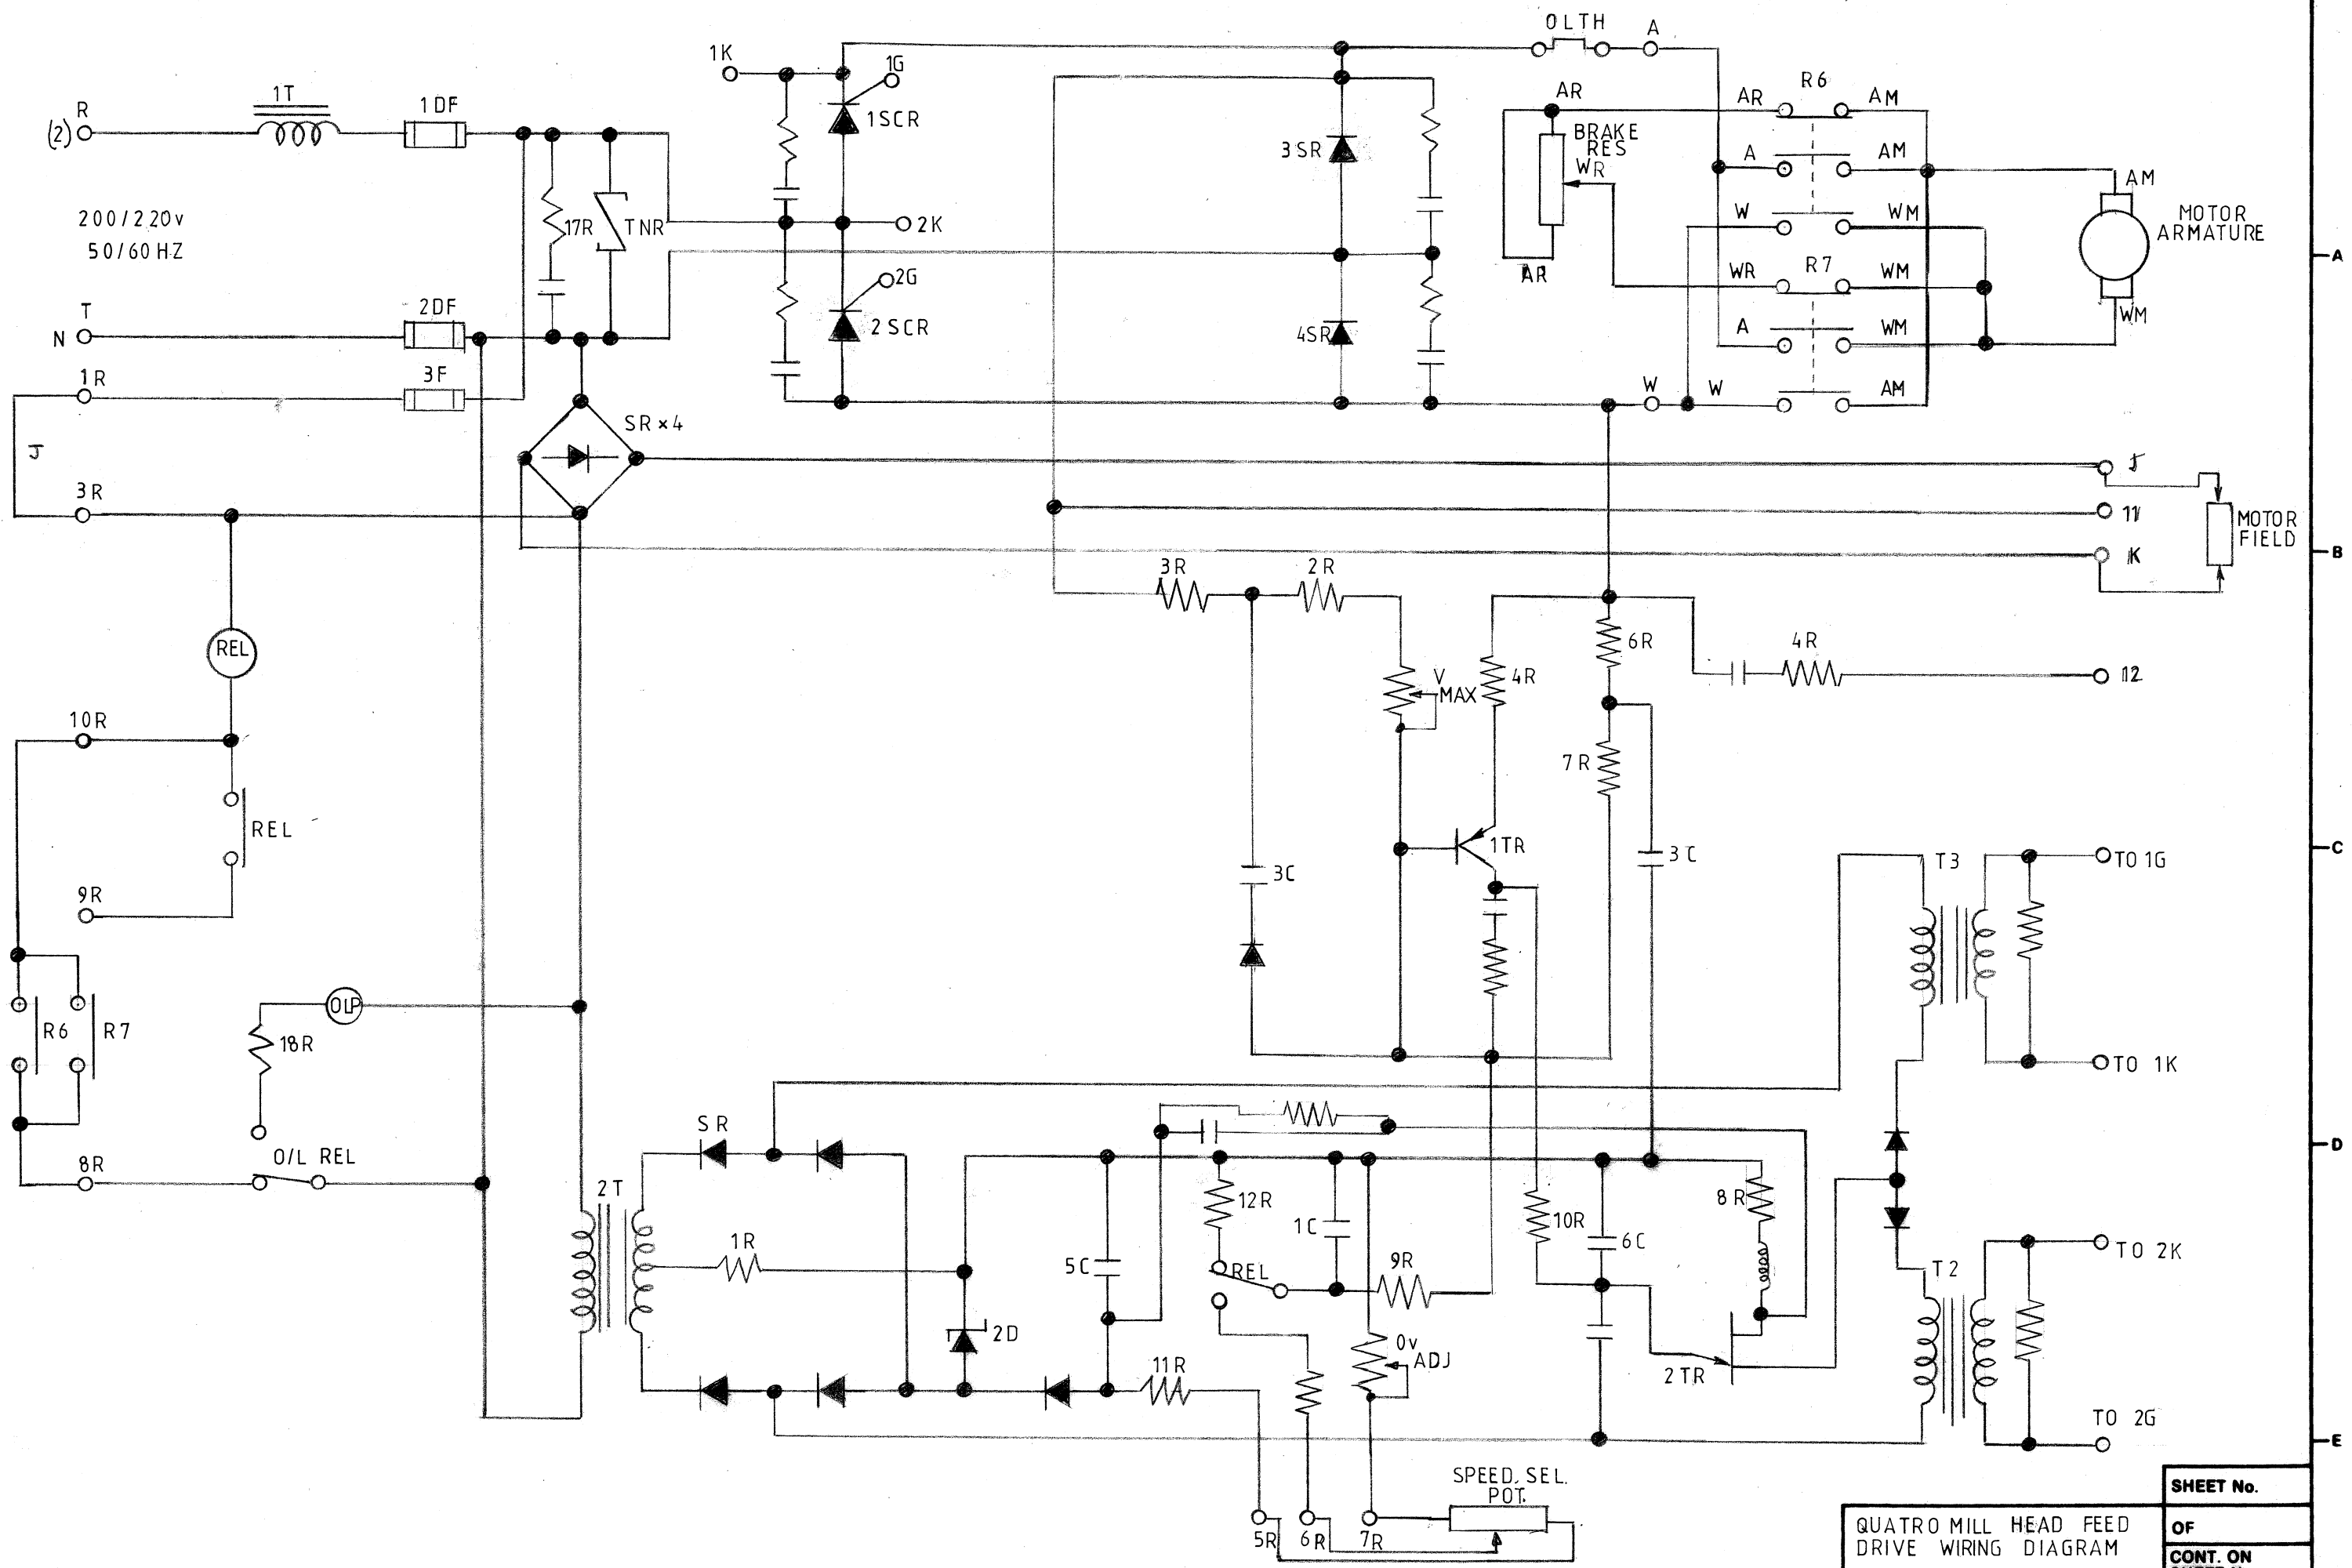 OLTH A
1K 1G
R 1T 1DF
(2)
1SCR
AR AR R6 AM
BRAKE
RES
3SR
WR A AM
AM
200/220v
50/60HZ
17R TNR 2K
W WM
MOTOR
ARMATURE
A
2G
AR WR R7 WM
T
N
2DF
2SCR
4SR
A WM
WM
1R 3F
W W AM
SR×4
J
J
3R
11
MOTOR
FIELD
K
B
3R 2R
REL
6R 4R
V
MAX
4R
12
10R
7R
REL
1TR
3C
T3 TO 1G
C
3C
9R
R6 R7
OLP
18R
TO 1K
SR
D
8R O/L REL
2T
12R
8R
1R
1C
10R
6C
5C REL 9R
TO 2K
T2
2D
0v
ADJ
11R
2TR
TO 2G
E
SPEED. SEL.
POT.
5R 6R 7R
SHEET No.
OF
CONT. ON
QUATRO MILL HEAD FEED
DRIVE WIRING DIAGRAM